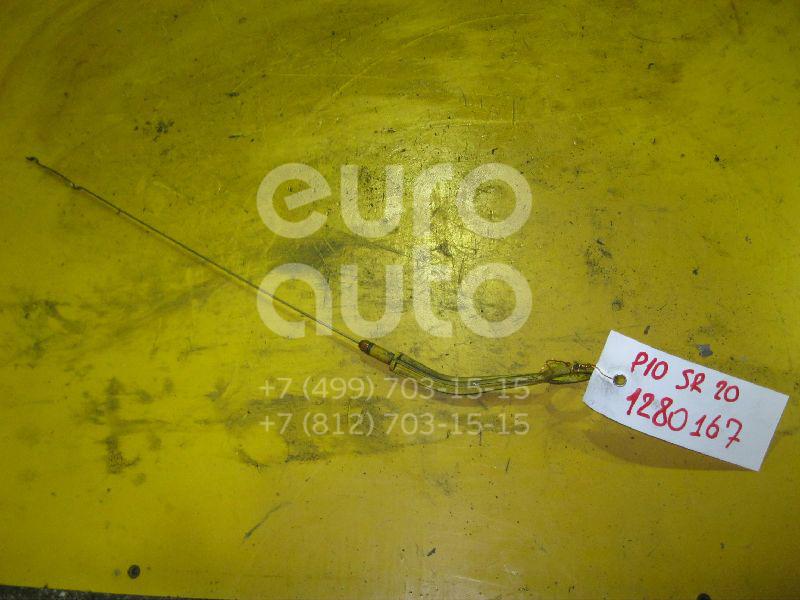 euro
auto
+7 (499) 703-15-15
+7 (812) 703-15-15
P10 SR 20
1280167